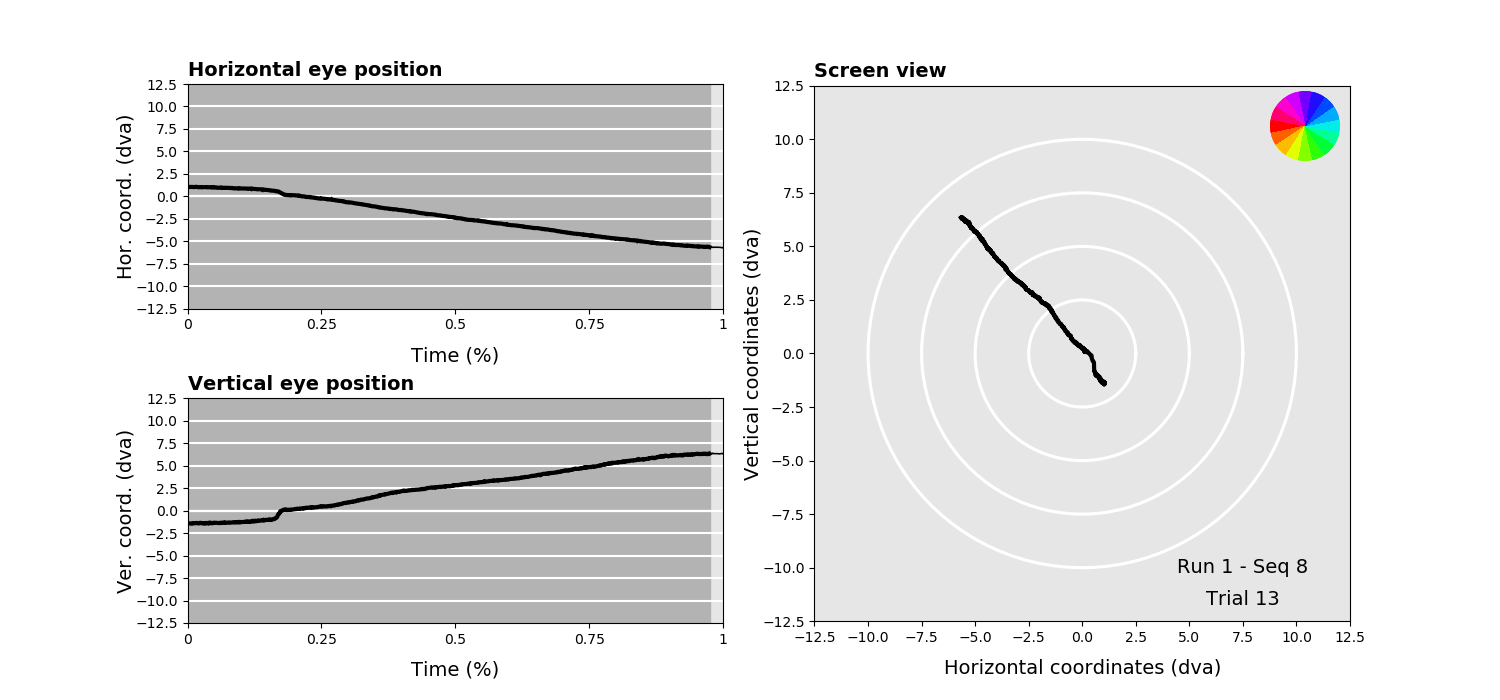 Horizontal eye position
Hor. coord. (dva)
12.5
10.0
7.5
5.0
2.5
0.0
−2.5
−5.0
−7.5
−10.0
−12.5
0 0.25 0.5 0.75 1
Time (%)
Vertical eye position
Ver. coord. (dva)
12.5
10.0
7.5
5.0
2.5
0.0
−2.5
−5.0
−7.5
−10.0
−12.5
0 0.25 0.5 0.75 1
Time (%)
Screen view
Vertical coordinates (dva)
12.5
10.0
7.5
5.0
2.5
0.0
−2.5
−5.0
−7.5
−10.0
−12.5
Run 1 - Seq 8
Trial 13
−12.5 −10.0 −7.5 −5.0 −2.5 0.0 2.5 5.0 7.5 10.0 12.5
Horizontal coordinates (dva)